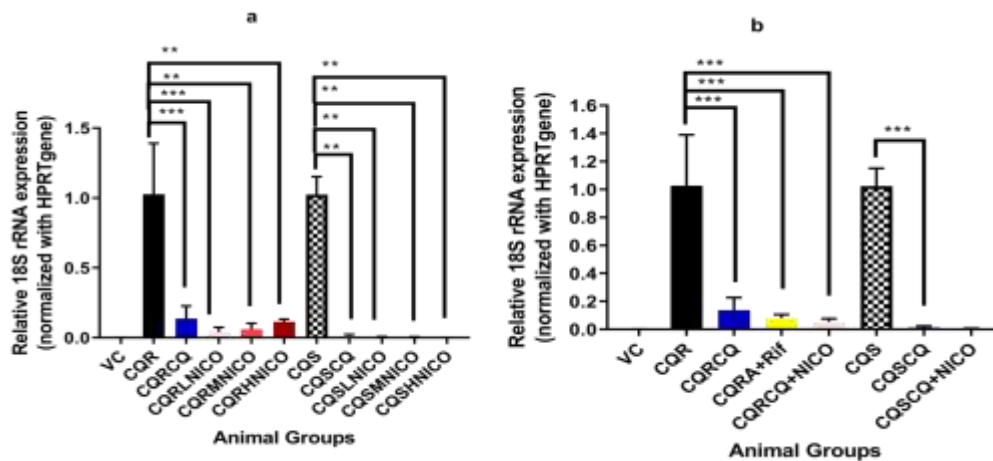 a
**
**
***
***
**
**
**
**
Relative 18S rRNA expression
(normalized with HPRTgene)
1.5
1.0
0.5
0.0
VC
CQR
CQRCQ
CQRLNICO
CQRMNICO
CQRHNICO
CQS
CQSCQ
CQSLNICO
CQSMNICO
CQSHNICO
Animal Groups
b
***
***
***
***
Relative 18S rRNA expression
(normalized with HPRTgene)
1.6
1.4
1.2
1.0
0.8
0.6
0.4
0.2
0.0
VC
CQR
CQRCQ
CQRA+Rif
CQRCQ+NICO
CQS
CQSCQ
CQSCQ+NICO
Animal Groups